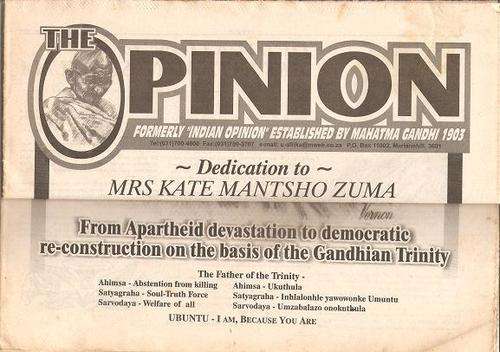 THE
OPINION
FORMERLY 'INDIAN OPINION' ESTABLISHED BY MAHATMA GANDHI 1903
~ Dedication to ~
MRS KATE MANTSHO ZUMA
Vernon
From Apartheid devastation to democratic
re-construction on the basis of the Gandhian Trinity
The Father of the Trinity -
Ahimsa - Abstention from killing Ahimsa - Ukuthula
Satyagraha - Soul-Truth Force Satyagraha - Inhlalonhle yawowonke Umuntu
Sarvodaya - Welfare of all Sarvodaya - Umzabalazo onokuthula
UBUNTU - I AM, BECAUSE YOU ARE